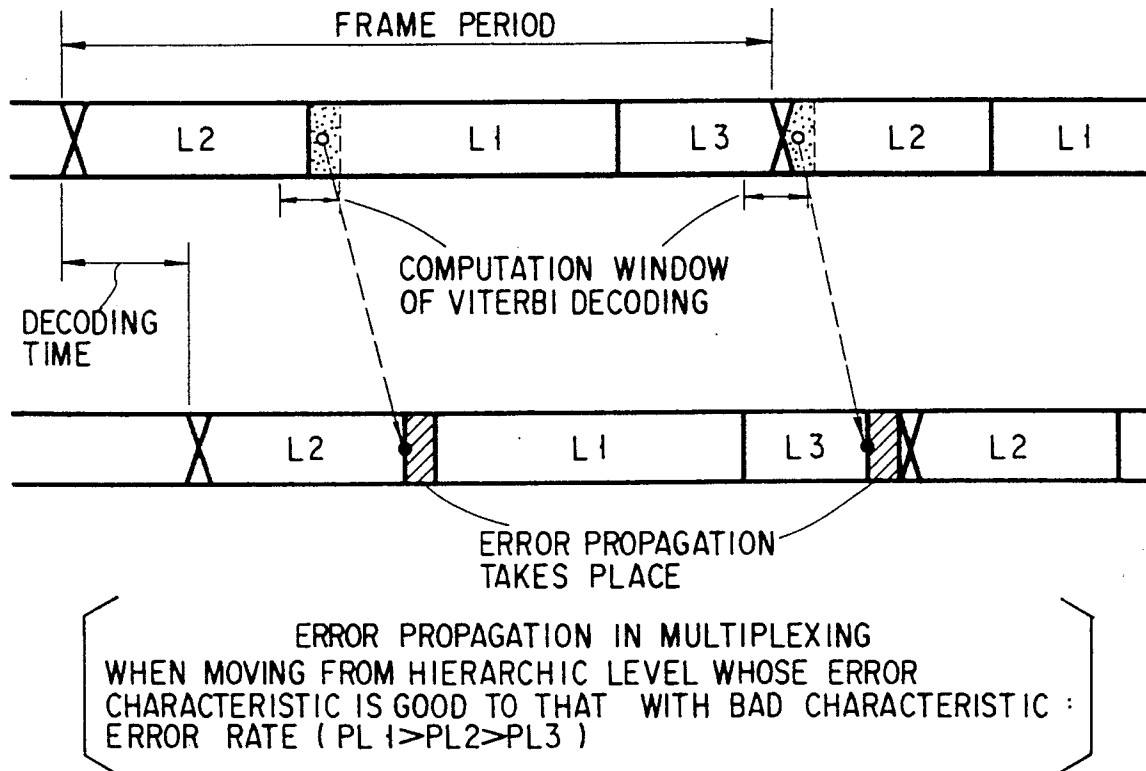 FRAME PERIOD
L2 L1 L3 L2 L1
COMPUTATION WINDOW
OF VITERBI DECODING
DECODING
TIME
L2 L1 L3 L2
ERROR PROPAGATION
TAKES PLACE
ERROR PROPAGATION IN MULTIPLEXING
WHEN MOVING FROM HIERARCHIC LEVEL WHOSE ERROR
CHARACTERISTIC IS GOOD TO THAT WITH BAD CHARACTERISTIC :
ERROR RATE ( PL1>PL2>PL3 )